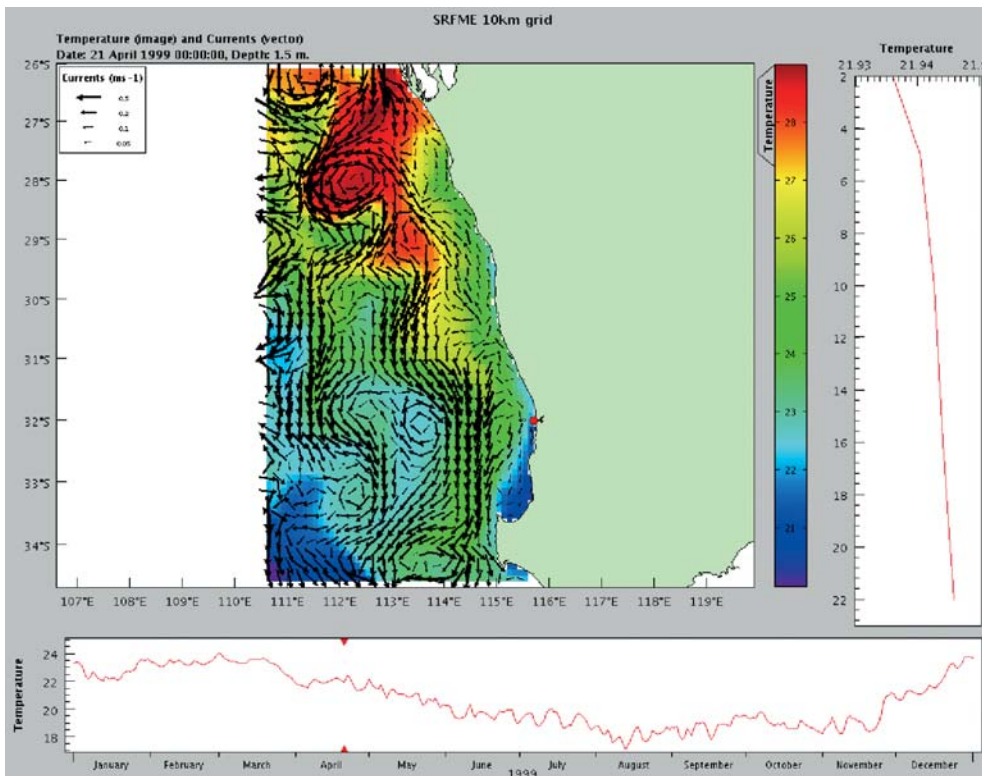 SRFME 10km grid
Temperature (image) and Currents (vector)
Date: 21 April 1999 00:00:00, Depth: 1.5 m.
Currents (ms-1)
0.5
0.2
0.1
0.05
26°S
27°S
28°S
29°S
30°S
31°S
32°S
33°S
34°S
107°E 108°E 109°E 110°E 111°E 112°E 113°E 114°E 115°E 116°E 117°E 118°E 119°E
Temperature
28
27
26
25
24
23
22
21
Temperature
21.93 21.94
2
4
6
8
10
12
14
16
18
20
22
Temperature
24
22
20
18
January February March April May June July August September October November December
1999